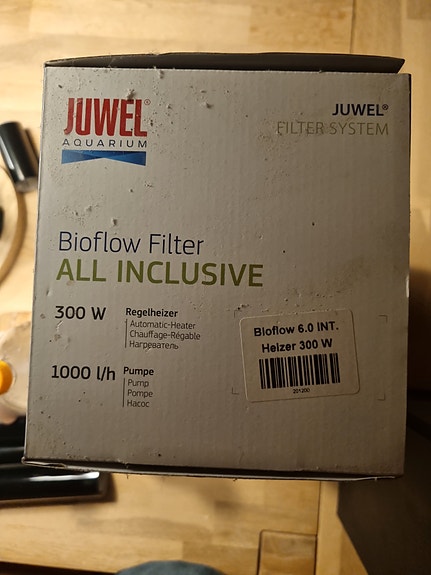 JUWEL®
AQUARIUM
JUWEL®
FILTER SYSTEM
Bioflow Filter
ALL INCLUSIVE
300 W
Regelheizer
Automatic-Heater
Chauffage-Régable
Нагреватель
1000 l/h
Pumpe
Pump
Pompe
Насос
Bioflow 6.0 INT.
Heizer 300 W
201200